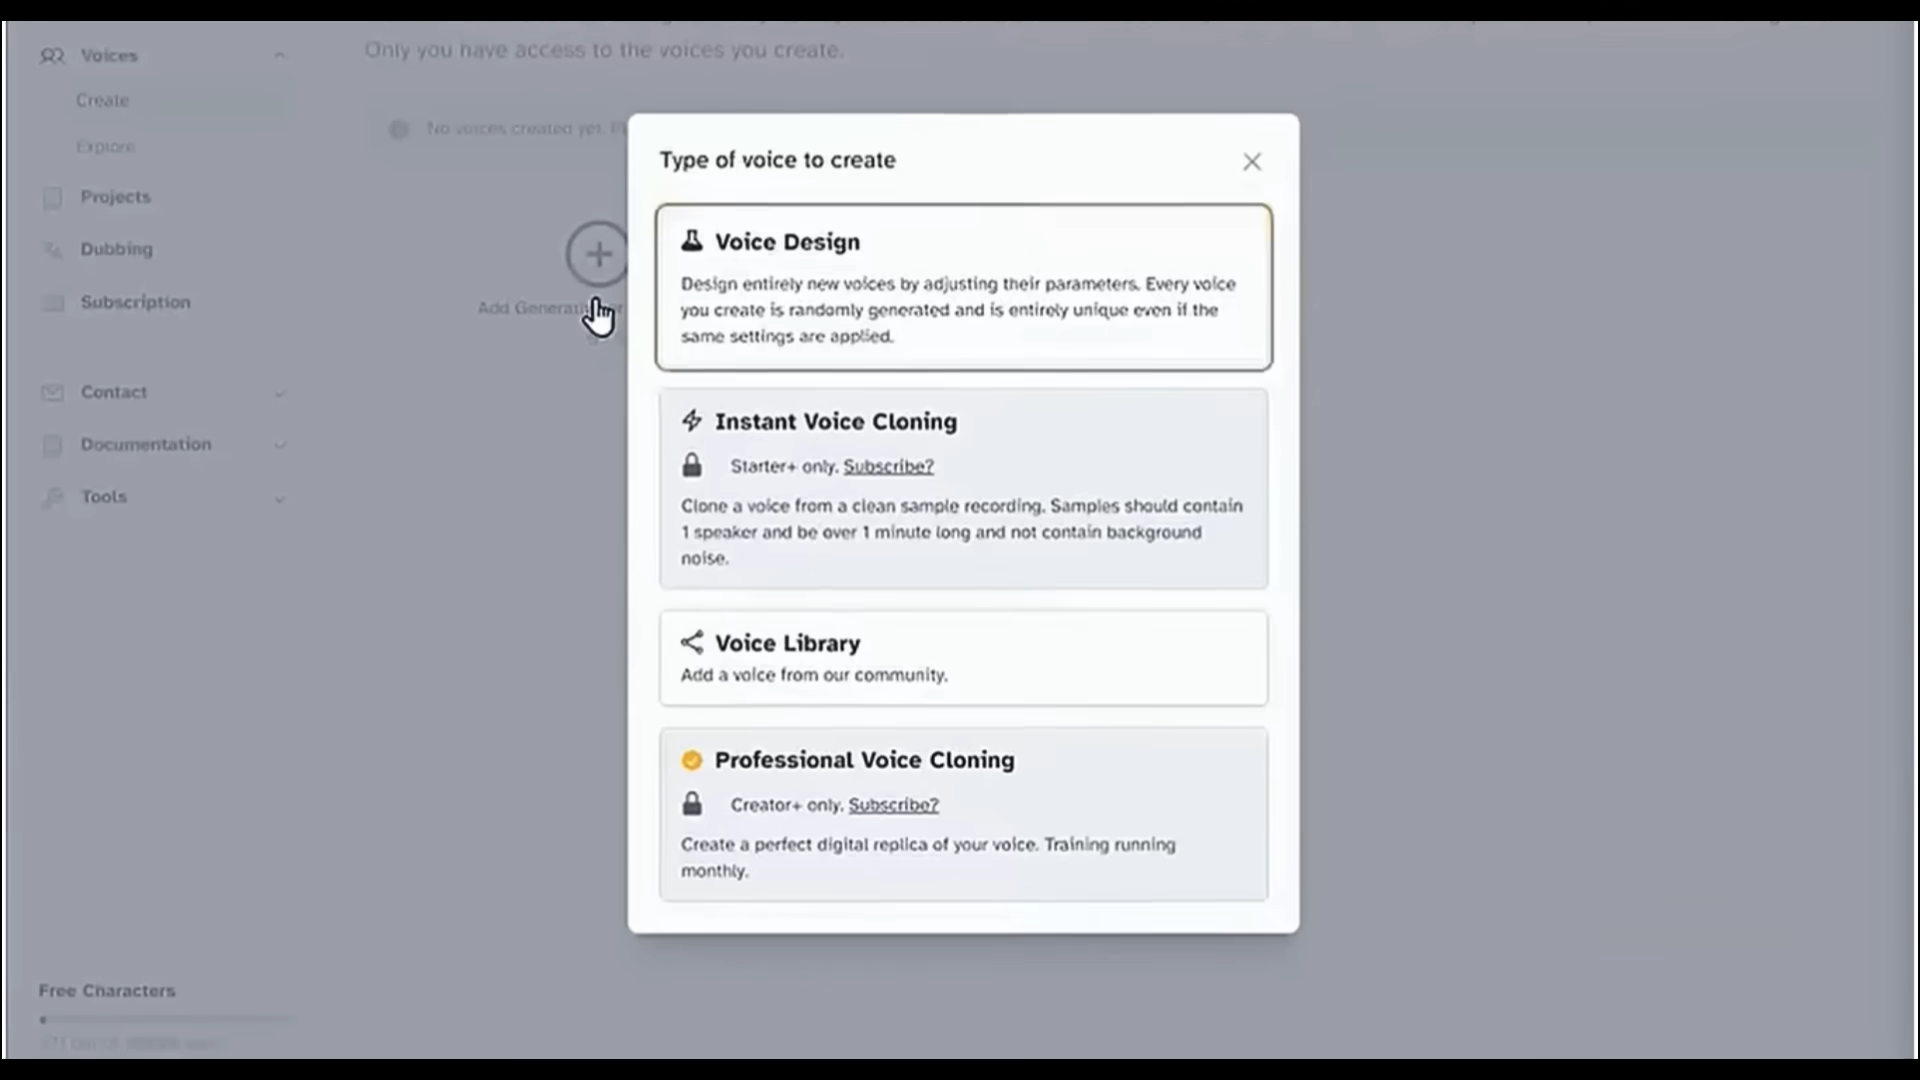 Voices
Only you have access to the voices you create.
Create
No voices created yet.
Explore
Projects
Dubbing
Subscription
Add
Contact
Documentation
Tools
Free Characters
Type of voice to create
Voice Design
Design entirely new voices by adjusting their parameters. Every voice
you create is randomly generated and is entirely unique even if the
same settings are applied.
Instant Voice Cloning
Starter+ only. Subscribe?
Clone a voice from a clean sample recording. Samples should contain
1 speaker and be over 1 minute long and not contain background
noise.
Voice Library
Add a voice from our community.
Professional Voice Cloning
Creator+ only. Subscribe?
Create a perfect digital replica of your voice. Training running
monthly.